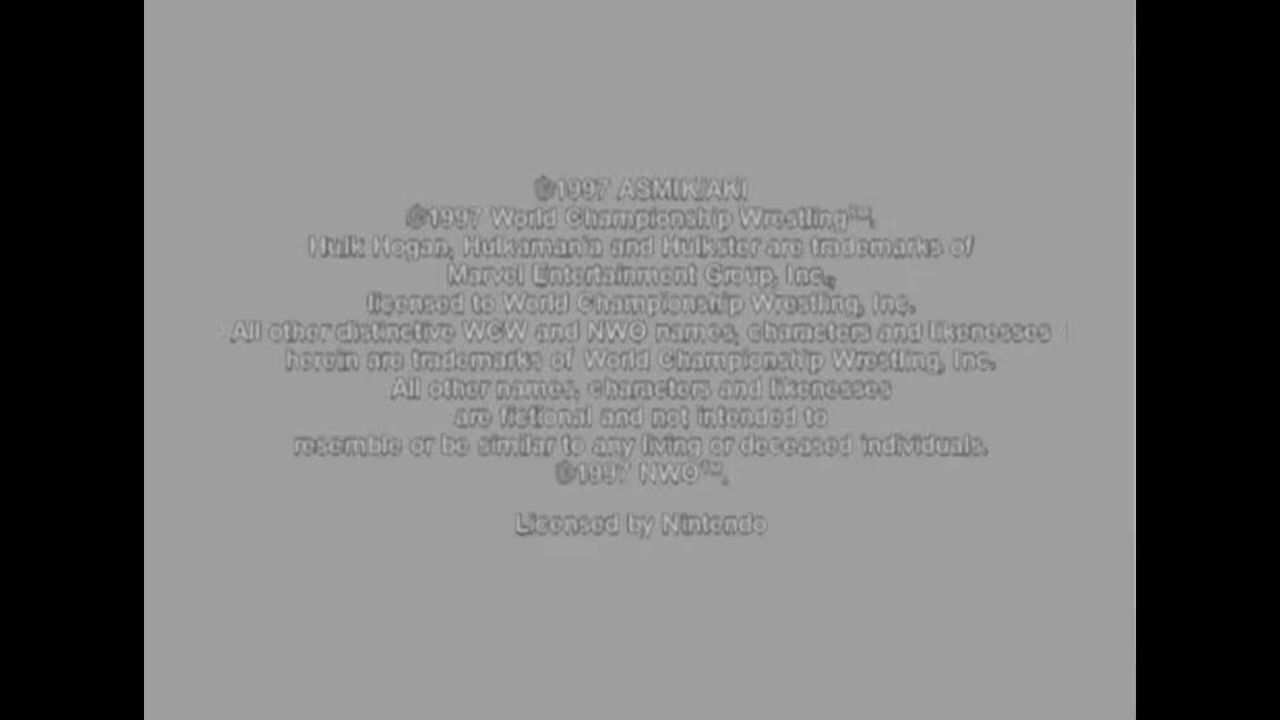 ©1997 ASMIK/AKI
©1997 World Championship Wrestling™.
Hulk Hogan, Hulkamania and Hulkster are trademarks of
Marvel Entertainment Group, Inc.,
licensed to World Championship Wrestling, Inc.
All other distinctive WCW and NWO names, characters and likenesses
herein are trademarks of World Championship Wrestling, Inc.
All other names, characters and likenesses
are fictional and not intended to
resemble or be similar to any living or deceased individuals.
©1997 NWO™.
Licensed by Nintendo